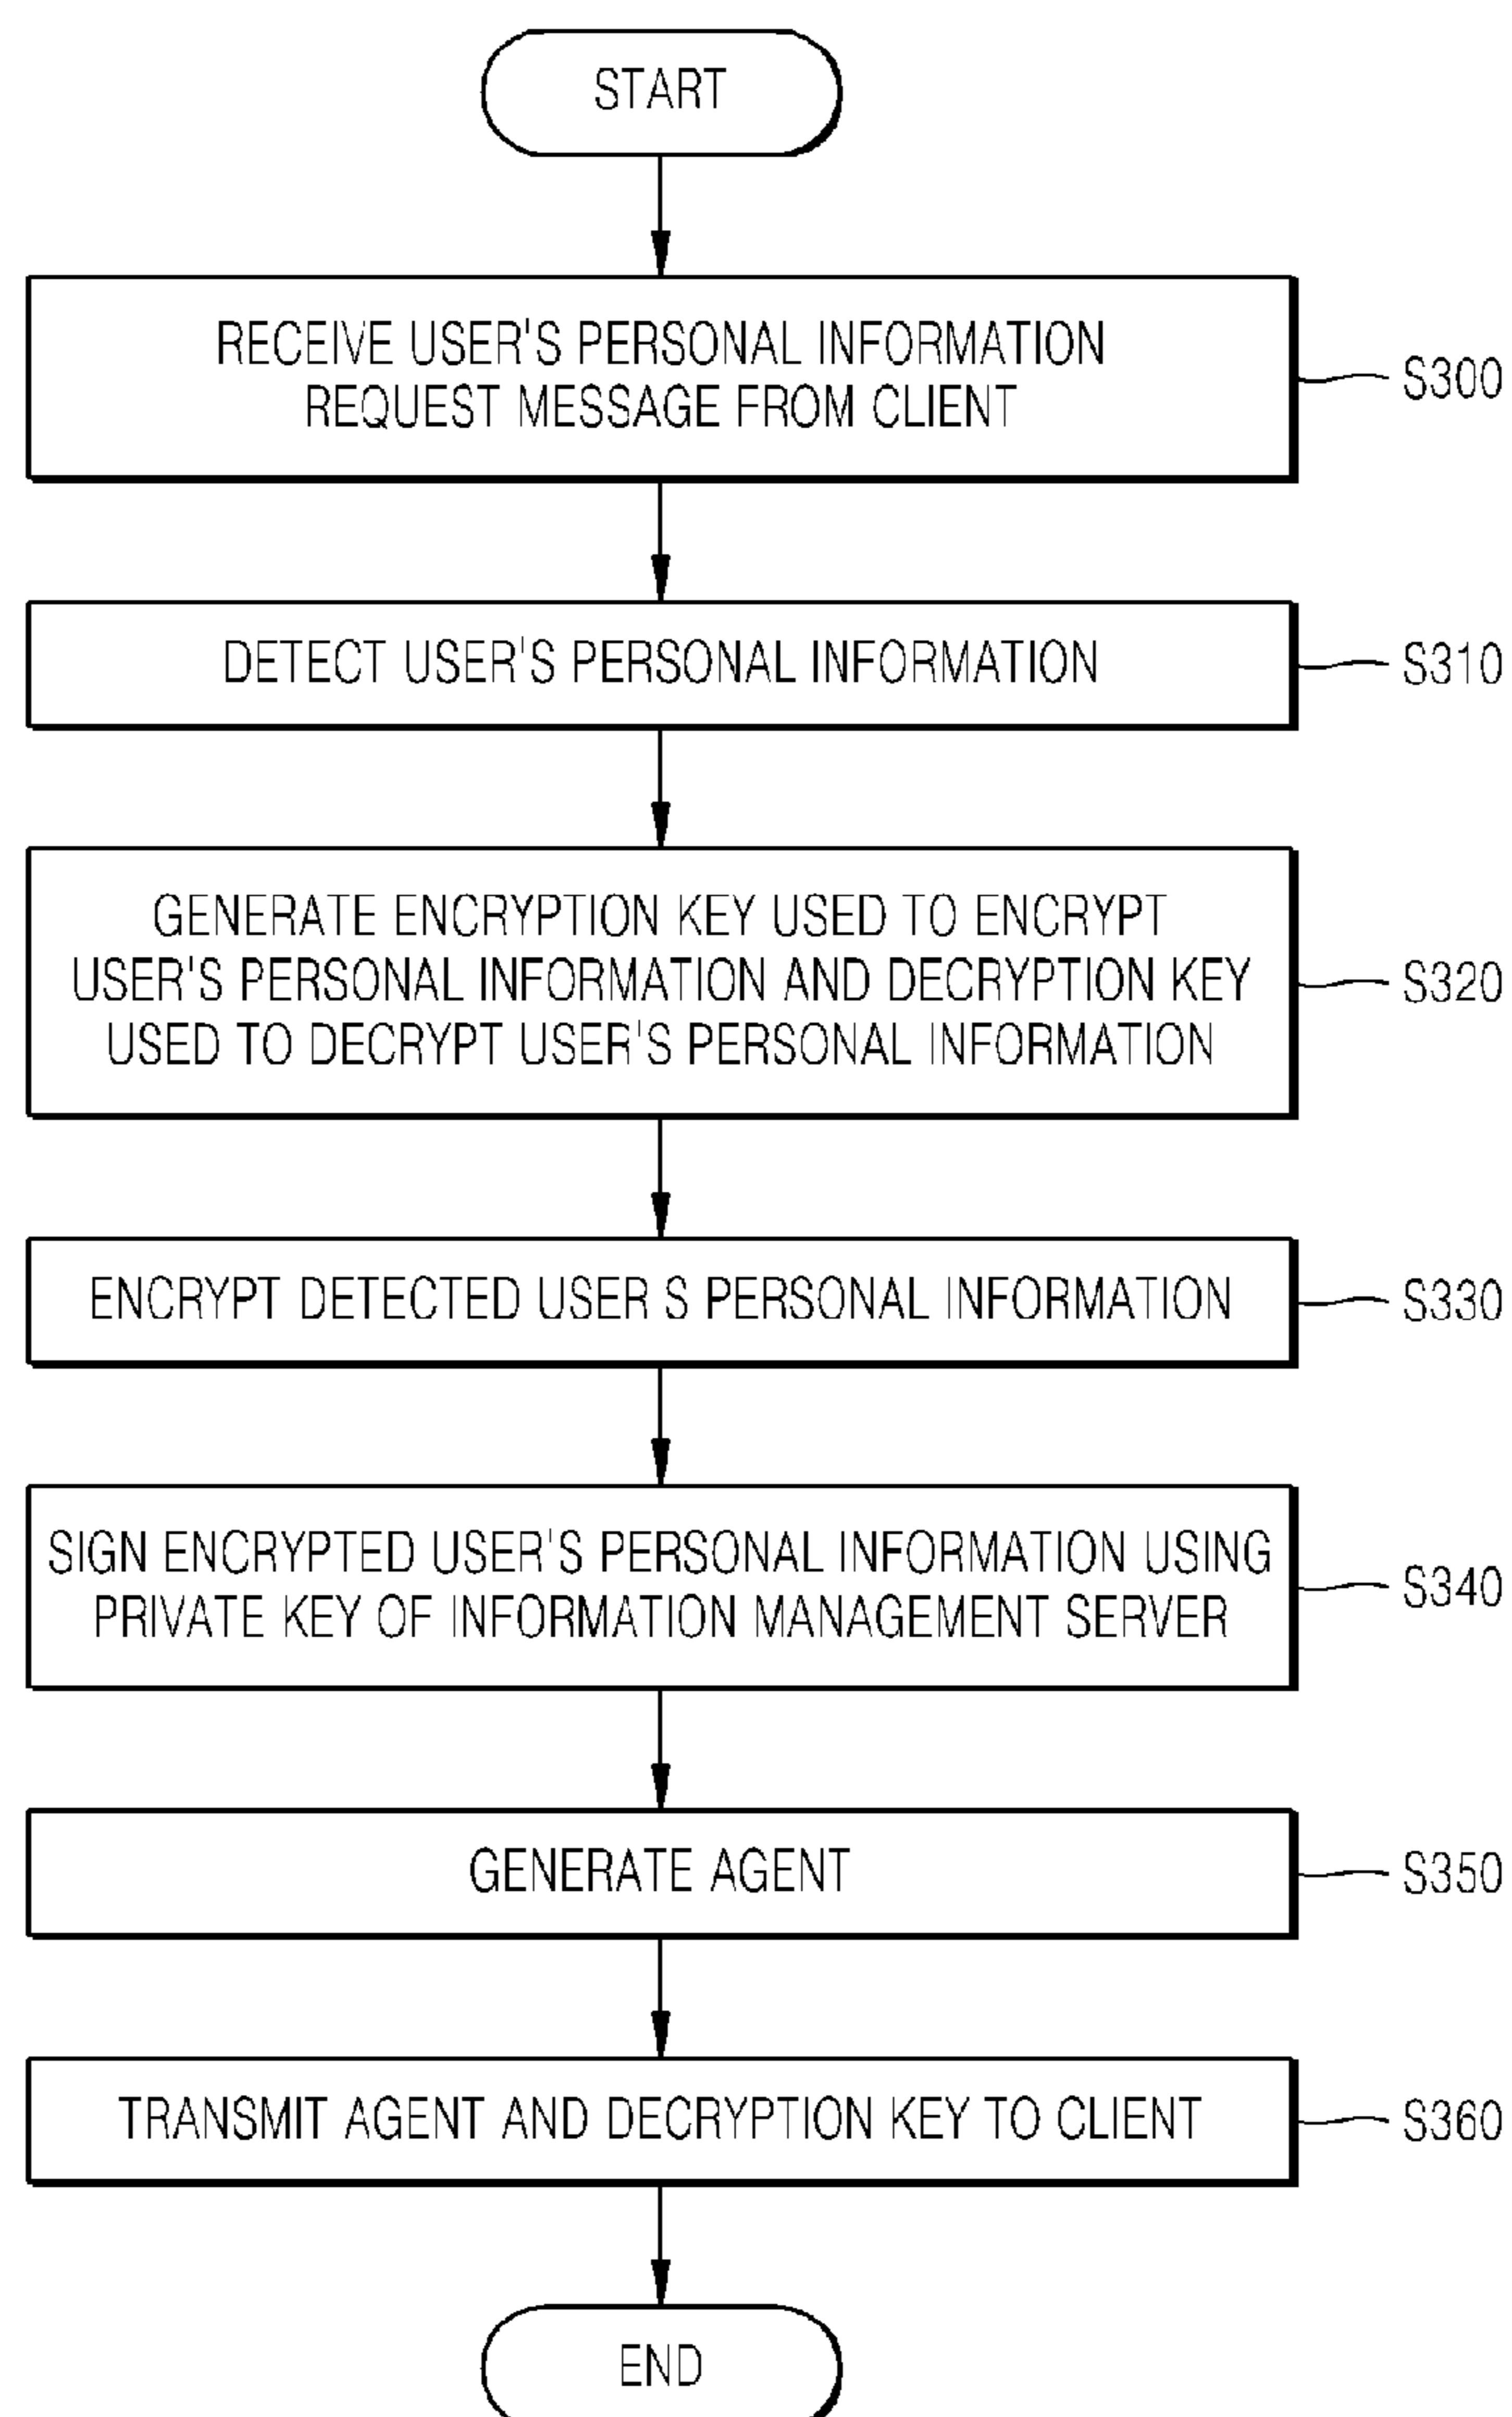 START
RECEIVE USER'S PERSONAL INFORMATION
REQUEST MESSAGE FROM CLIENT
S300
DETECT USER'S PERSONAL INFORMATION
S310
GENERATE ENCRYPTION KEY USED TO ENCRYPT
USER'S PERSONAL INFORMATION AND DECRYPTION KEY
USED TO DECRYPT USER'S PERSONAL INFORMATION
S320
ENCRYPT DETECTED USER S PERSONAL INFORMATION
S330
SIGN ENCRYPTED USER'S PERSONAL INFORMATION USING
PRIVATE KEY OF INFORMATION MANAGEMENT SERVER
S340
GENERATE AGENT
S350
TRANSMIT AGENT AND DECRYPTION KEY TO CLIENT
S360
END